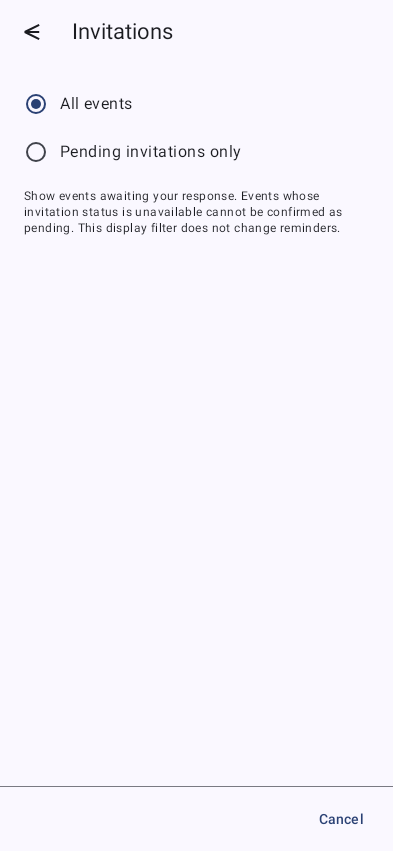 Invitations
All events
Pending invitations only
Show events awaiting your response. Events whose
invitation status is unavailable cannot be confirmed as
pending. This display filter does not change reminders.
Cancel